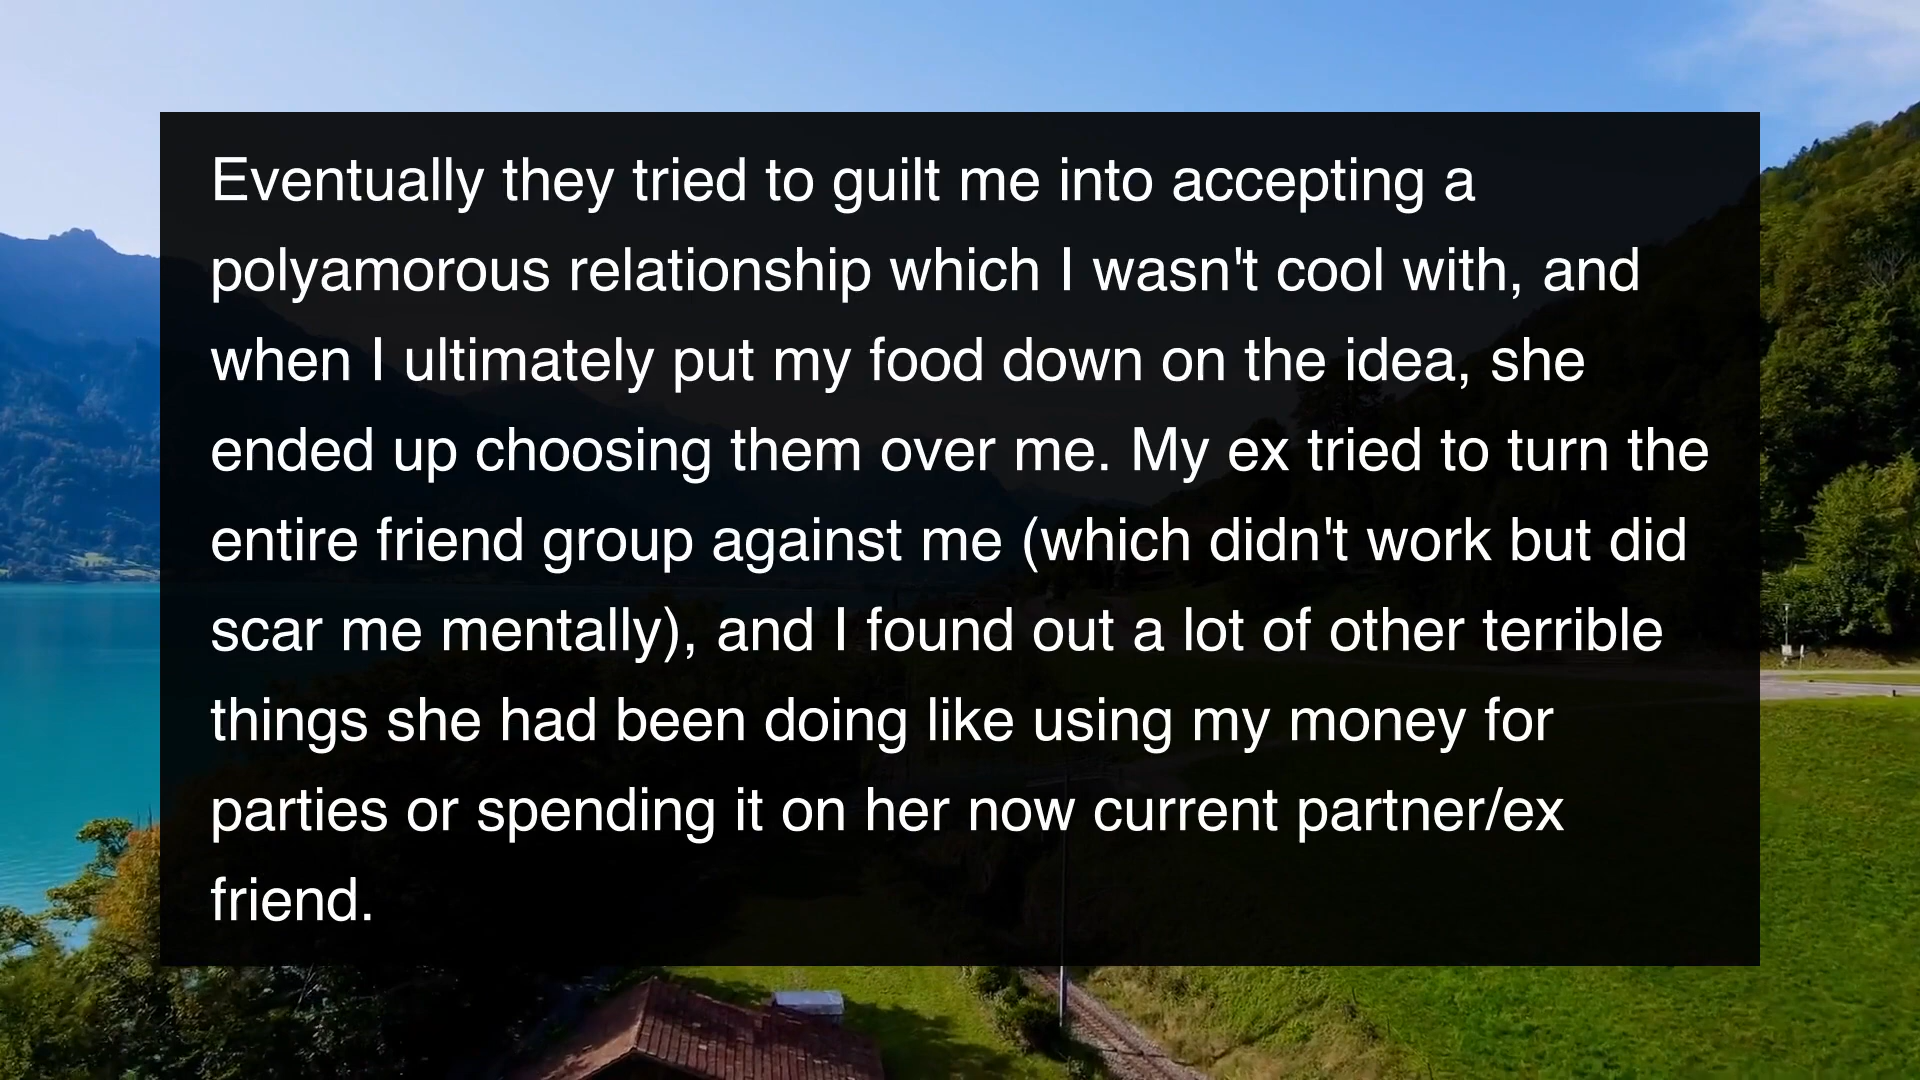 Eventually they tried to guilt me into accepting a
polyamorous relationship which I wasn't cool with, and
when I ultimately put my food down on the idea, she
ended up choosing them over me. My ex tried to turn the
entire friend group against me (which didn't work but did
scar me mentally), and I found out a lot of other terrible
things she had been doing like using my money for
parties or spending it on her now current partner/ex
friend.